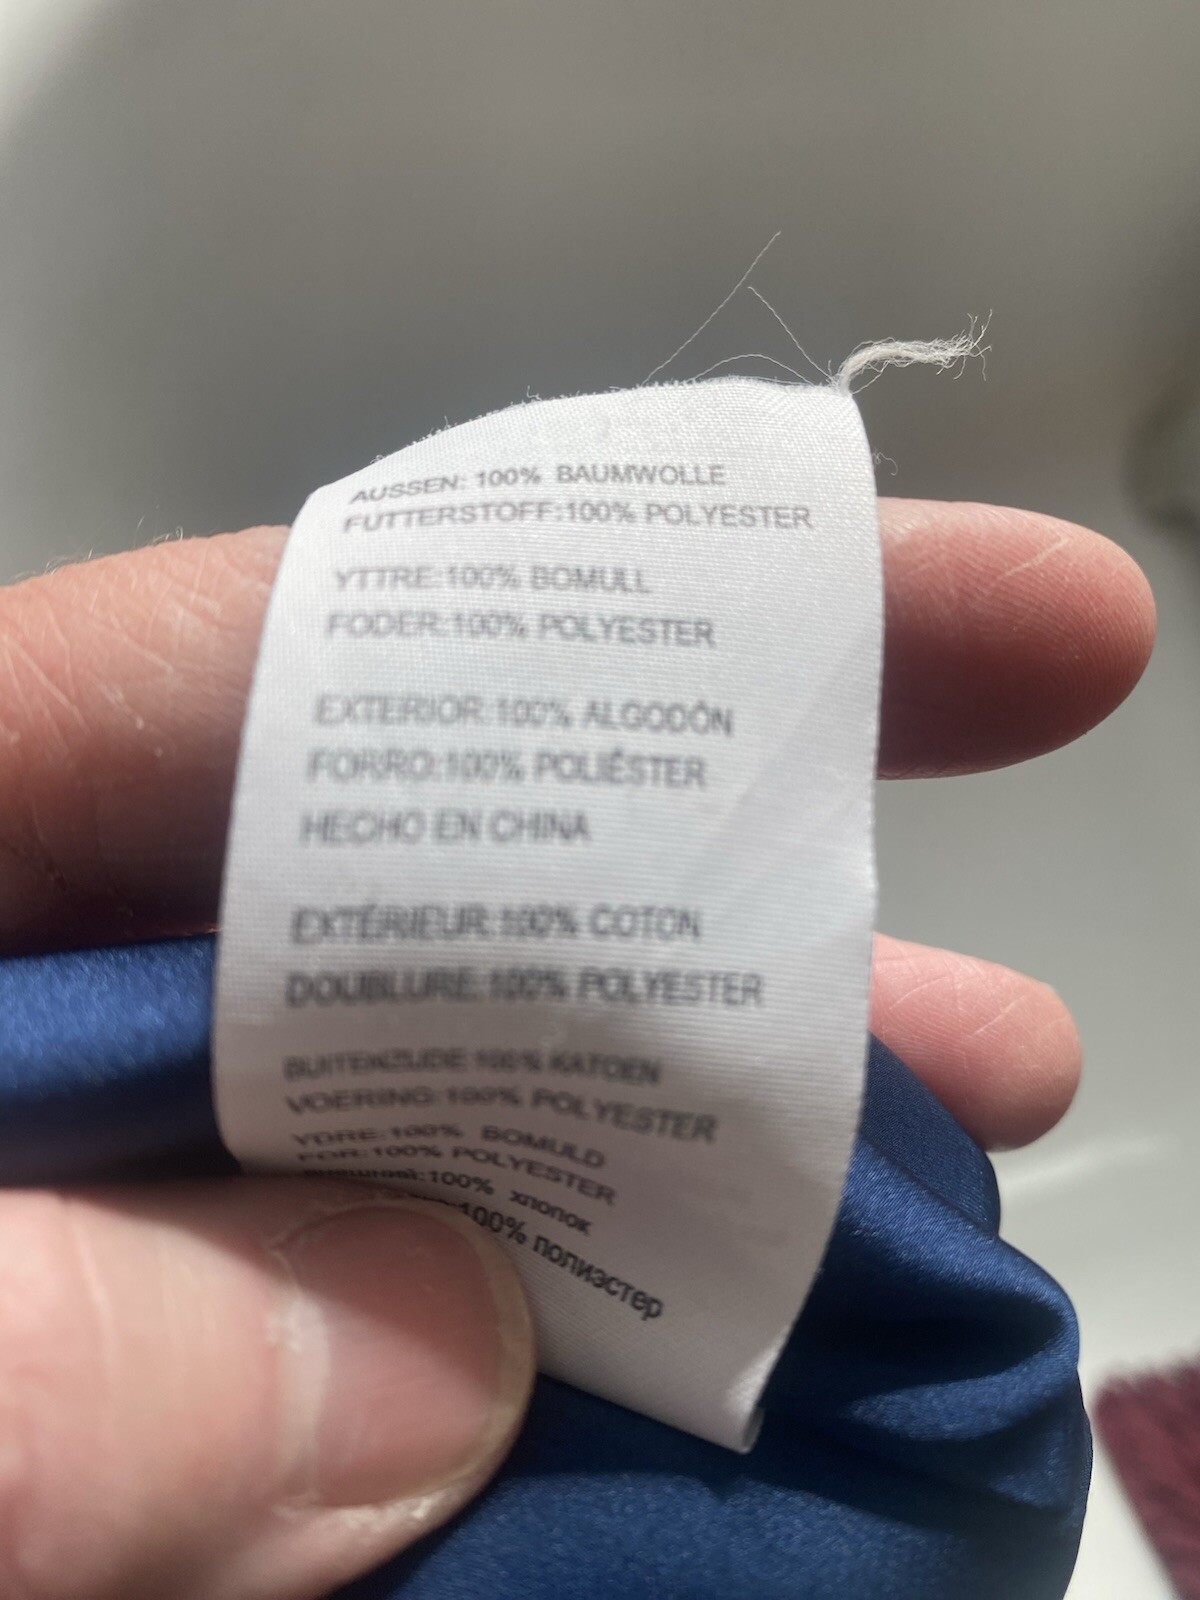 AUSSEN: 100% BAUMWOLLE
FUTTERSTOFF:100% POLYESTER
YTTRE:100% BOMULL
FODER:100% POLYESTER
EXTERIOR:100% ALGODÓN
FORRO:100% POLIÉSTER
HECHO EN CHINA
EXTÉRIEUR:100% COTON
DOUBLURE:100% POLYESTER
BUITENZIJDE:100% KATOEN
VOERING:100% POLYESTER
YDRE:100% BOMULD
FOR:100% POLYESTER
100% хлопок
100% полиэстер